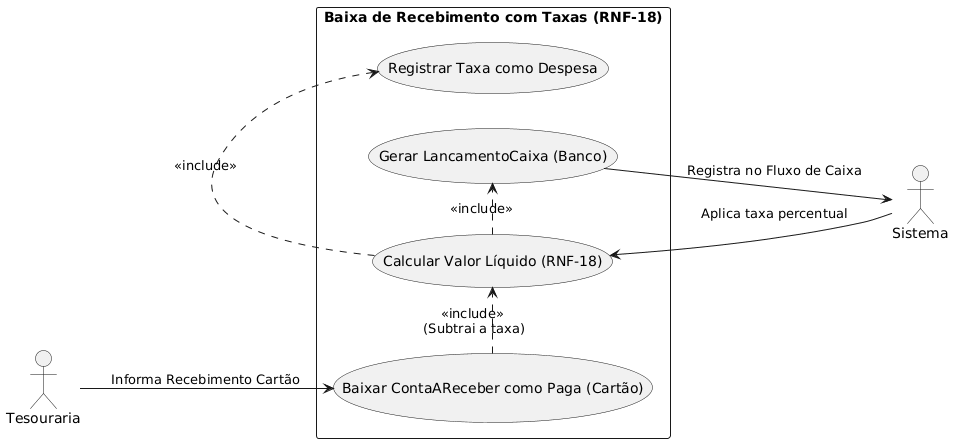 Baixa de Recebimento com Taxas (RNF-18)
Registrar Taxa como Despesa
«include»
Gerar LancamentoCaixa (Banco)
Registra no Fluxo de Caixa
«include»
Aplica taxa percentual
Sistema
Calcular Valor Líquido (RNF-18)
«include»
(Subtrai a taxa)
Informa Recebimento Cartão
Baixar ContaAReceber como Paga (Cartão)
Tesouraria